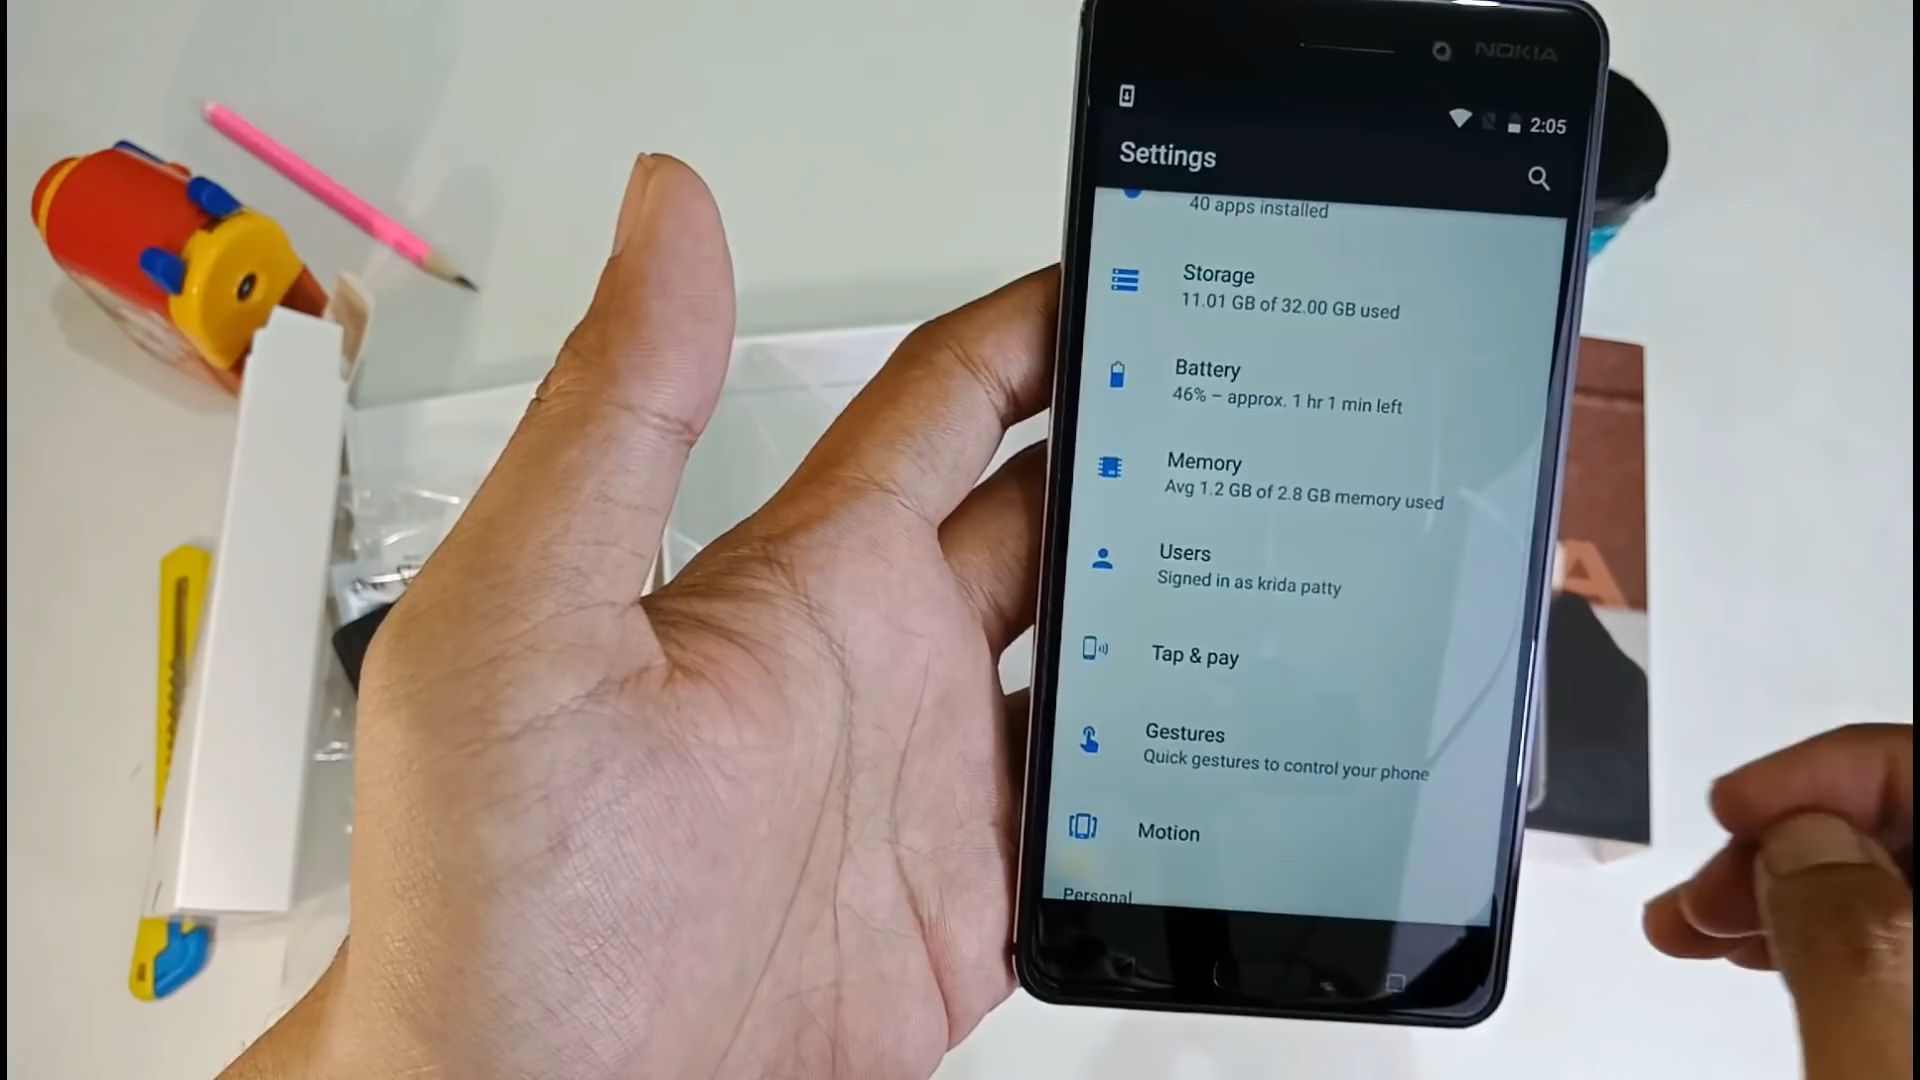 NOKIA
2:05
Settings
40 apps installed
Storage
11.01 GB of 32.00 GB used
Battery
46% – approx. 1 hr 1 min left
Memory
Avg 1.2 GB of 2.8 GB memory used
Users
Signed in as krida patty
Tap & pay
Gestures
Quick gestures to control your phone
Motion
Personal
A